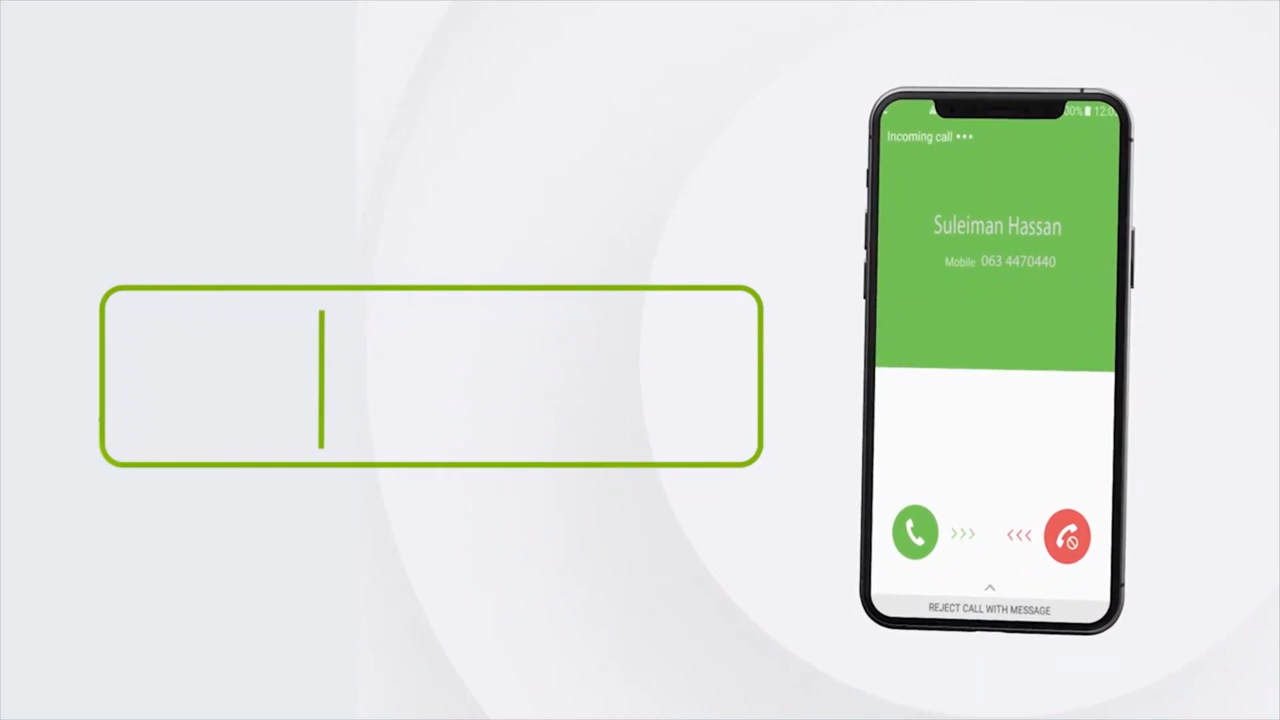 Incoming call •••
Suleiman Hassan
Mobile 063 4470440
REJECT CALL WITH MESSAGE